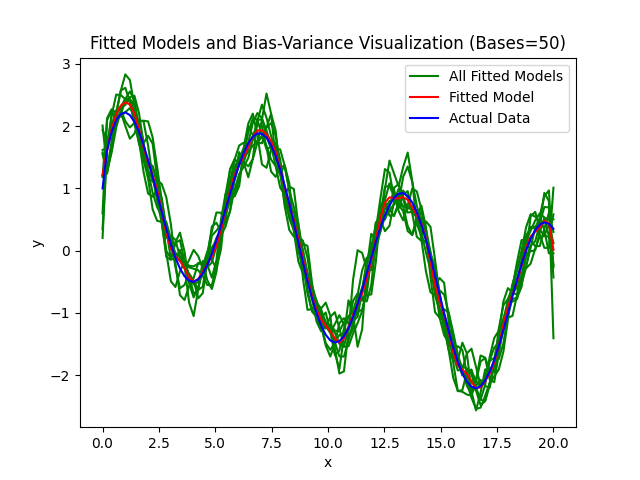 Fitted Models and Bias-Variance Visualization (Bases=50)
All Fitted Models
Fitted Model
Actual Data
y
3
2
1
0
−1
−2
0.0 2.5 5.0 7.5 10.0 12.5 15.0 17.5 20.0
x